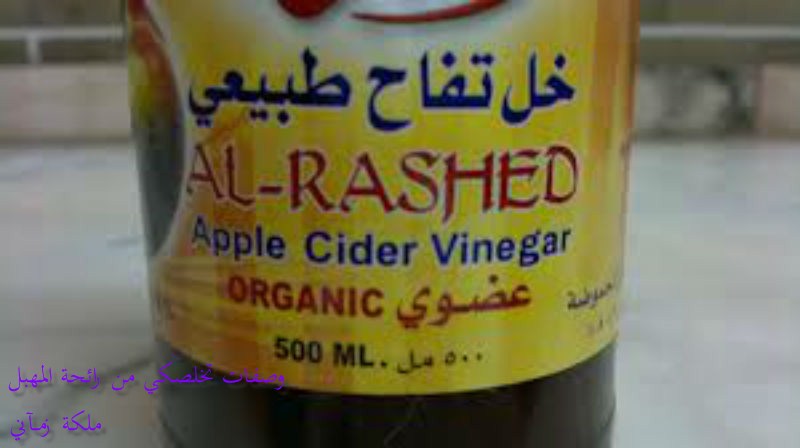 خل تفاح طبيعي
AL-RASHED
Apple Cider Vinegar
ORGANIC عضوي
500 ML. ٥٠٠ مل
وصفات تخلصكي من رائحة المهبل
ملكة زمآني